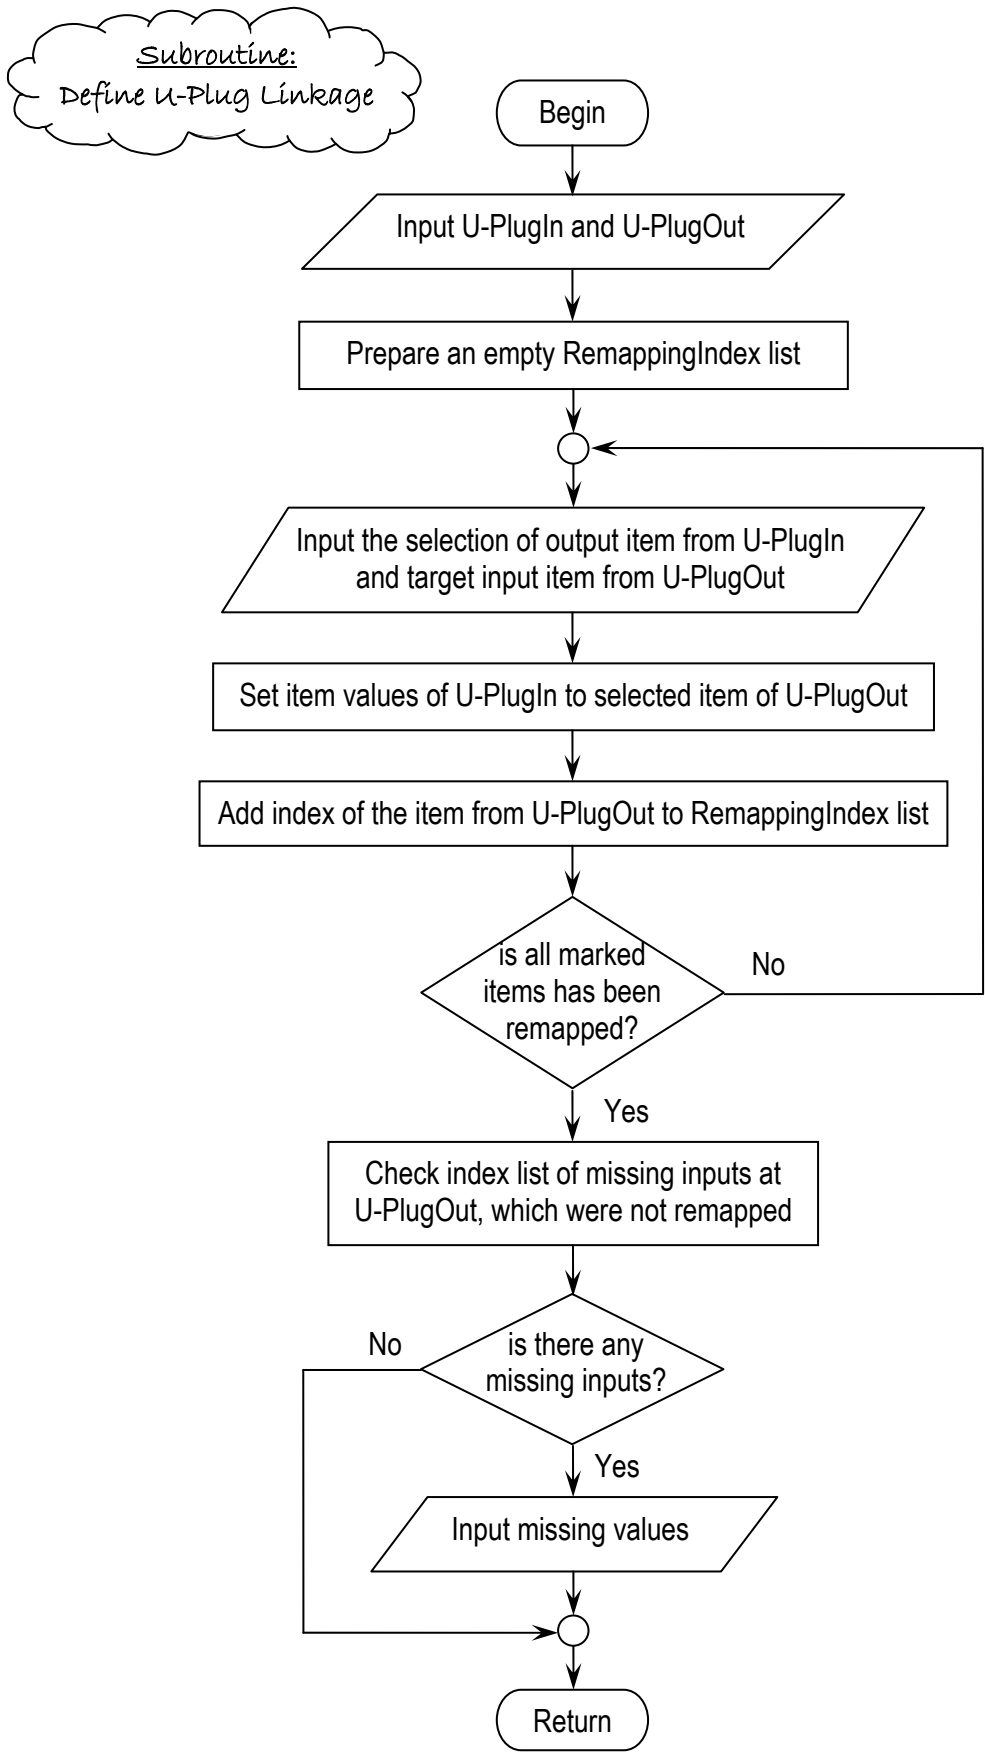 Subroutine:
Define U-Plug Linkage
Begin
Input U-PlugIn and U-PlugOut
Prepare an empty RemappingIndex list
Input the selection of output item from U-PlugIn
and target input item from U-PlugOut
Set item values of U-PlugIn to selected item of U-PlugOut
Add index of the item from U-PlugOut to RemappingIndex list
is all marked
items has been
remapped?
No
Yes
Check index list of missing inputs at
U-PlugOut, which were not remapped
No
is there any
missing inputs?
Yes
Input missing values
Return